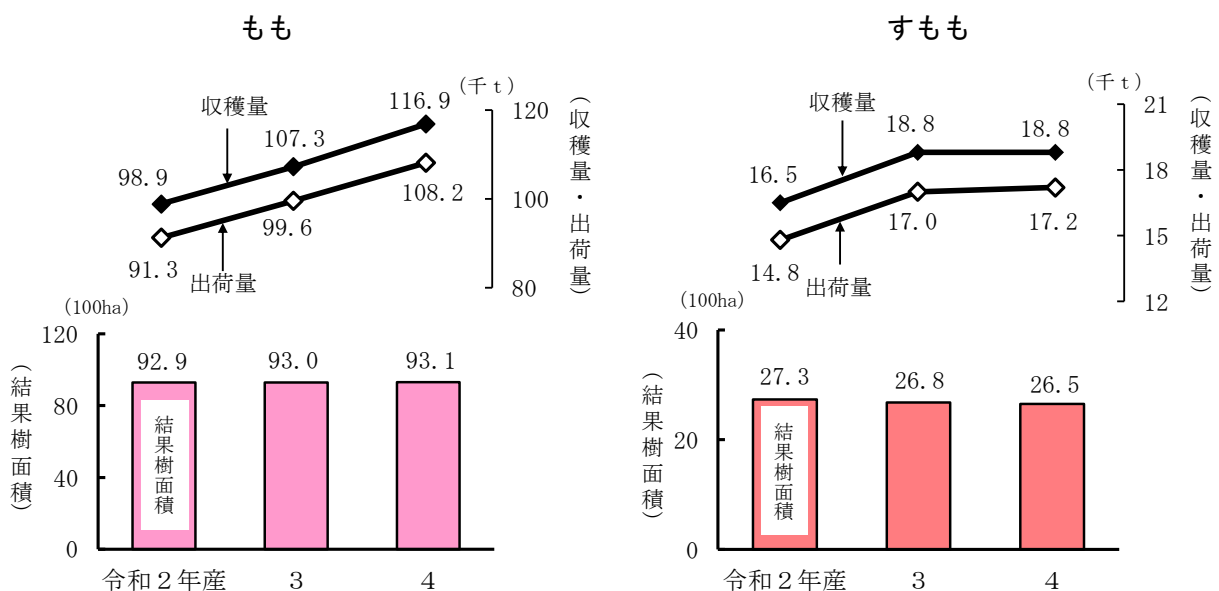 もも
(千t)
収穫量
98.9
107.3
116.9
91.3
99.6
108.2
出荷量
120
100
80
(収穫量・出荷量)
(100ha)
120
80
40
0
(結果樹面積)
92.9
93.0
93.1
結果樹面積
令和2年産
3
4
すもも
(千t)
収穫量
16.5
18.8
18.8
14.8
17.0
17.2
出荷量
21
18
15
12
(収穫量・出荷量)
(100ha)
40
20
0
(結果樹面積)
27.3
26.8
26.5
結果樹面積
令和2年産
3
4